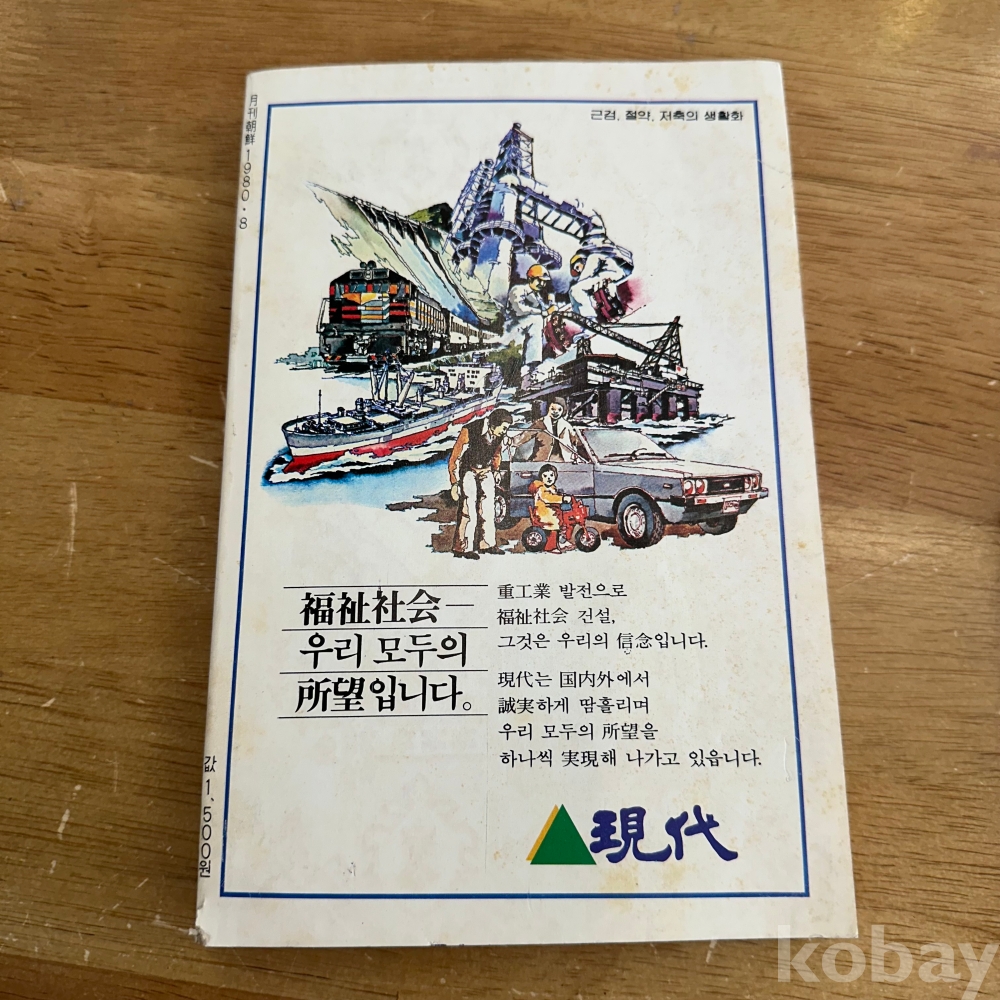 月刊朝鮮 1980·8
근검, 절약, 저축의 생활화
福祉社会—
우리 모두의
所望입니다。
重工業 발전으로
福祉社会 건설,
그것은 우리의 信念입니다.
現代는 国内外에서
誠実하게 땀흘리며
우리 모두의 所望을
하나씩 実現해 나가고 있읍니다.
값 1,500원
現代
kobay